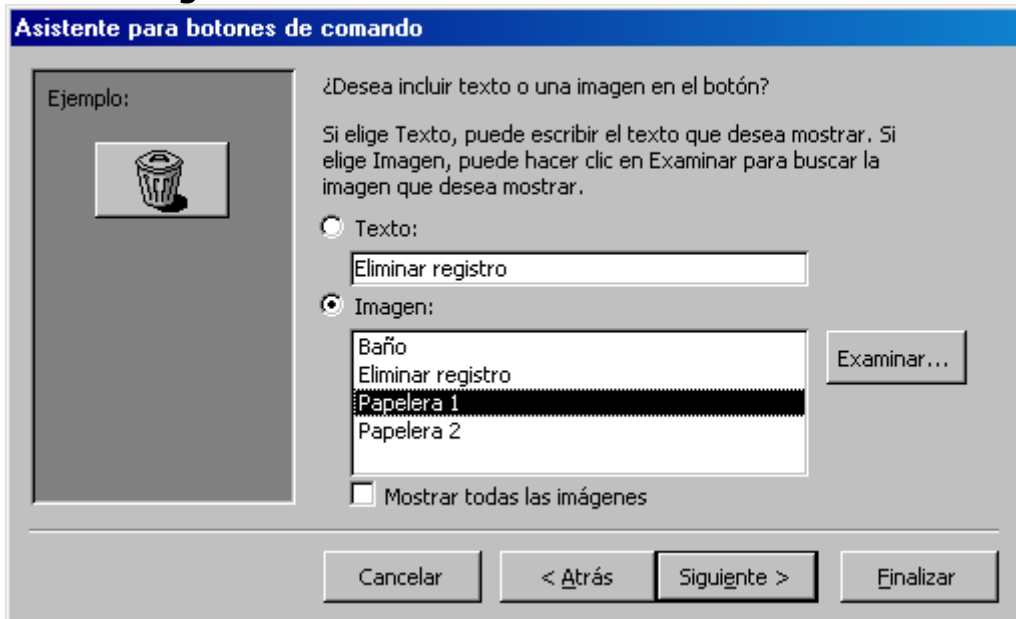 Asistente para botones de comando
Ejemplo:
¿Desea incluir texto o una imagen en el botón?
Si elige Texto, puede escribir el texto que desea mostrar. Si
elige Imagen, puede hacer clic en Examinar para buscar la
imagen que desea mostrar.
Texto:
Eliminar registro
Imagen:
Baño
Eliminar registro
Papelera 1
Papelera 2
Examinar...
Mostrar todas las imágenes
Cancelar
< Atrás
Siguiente >
Finalizar